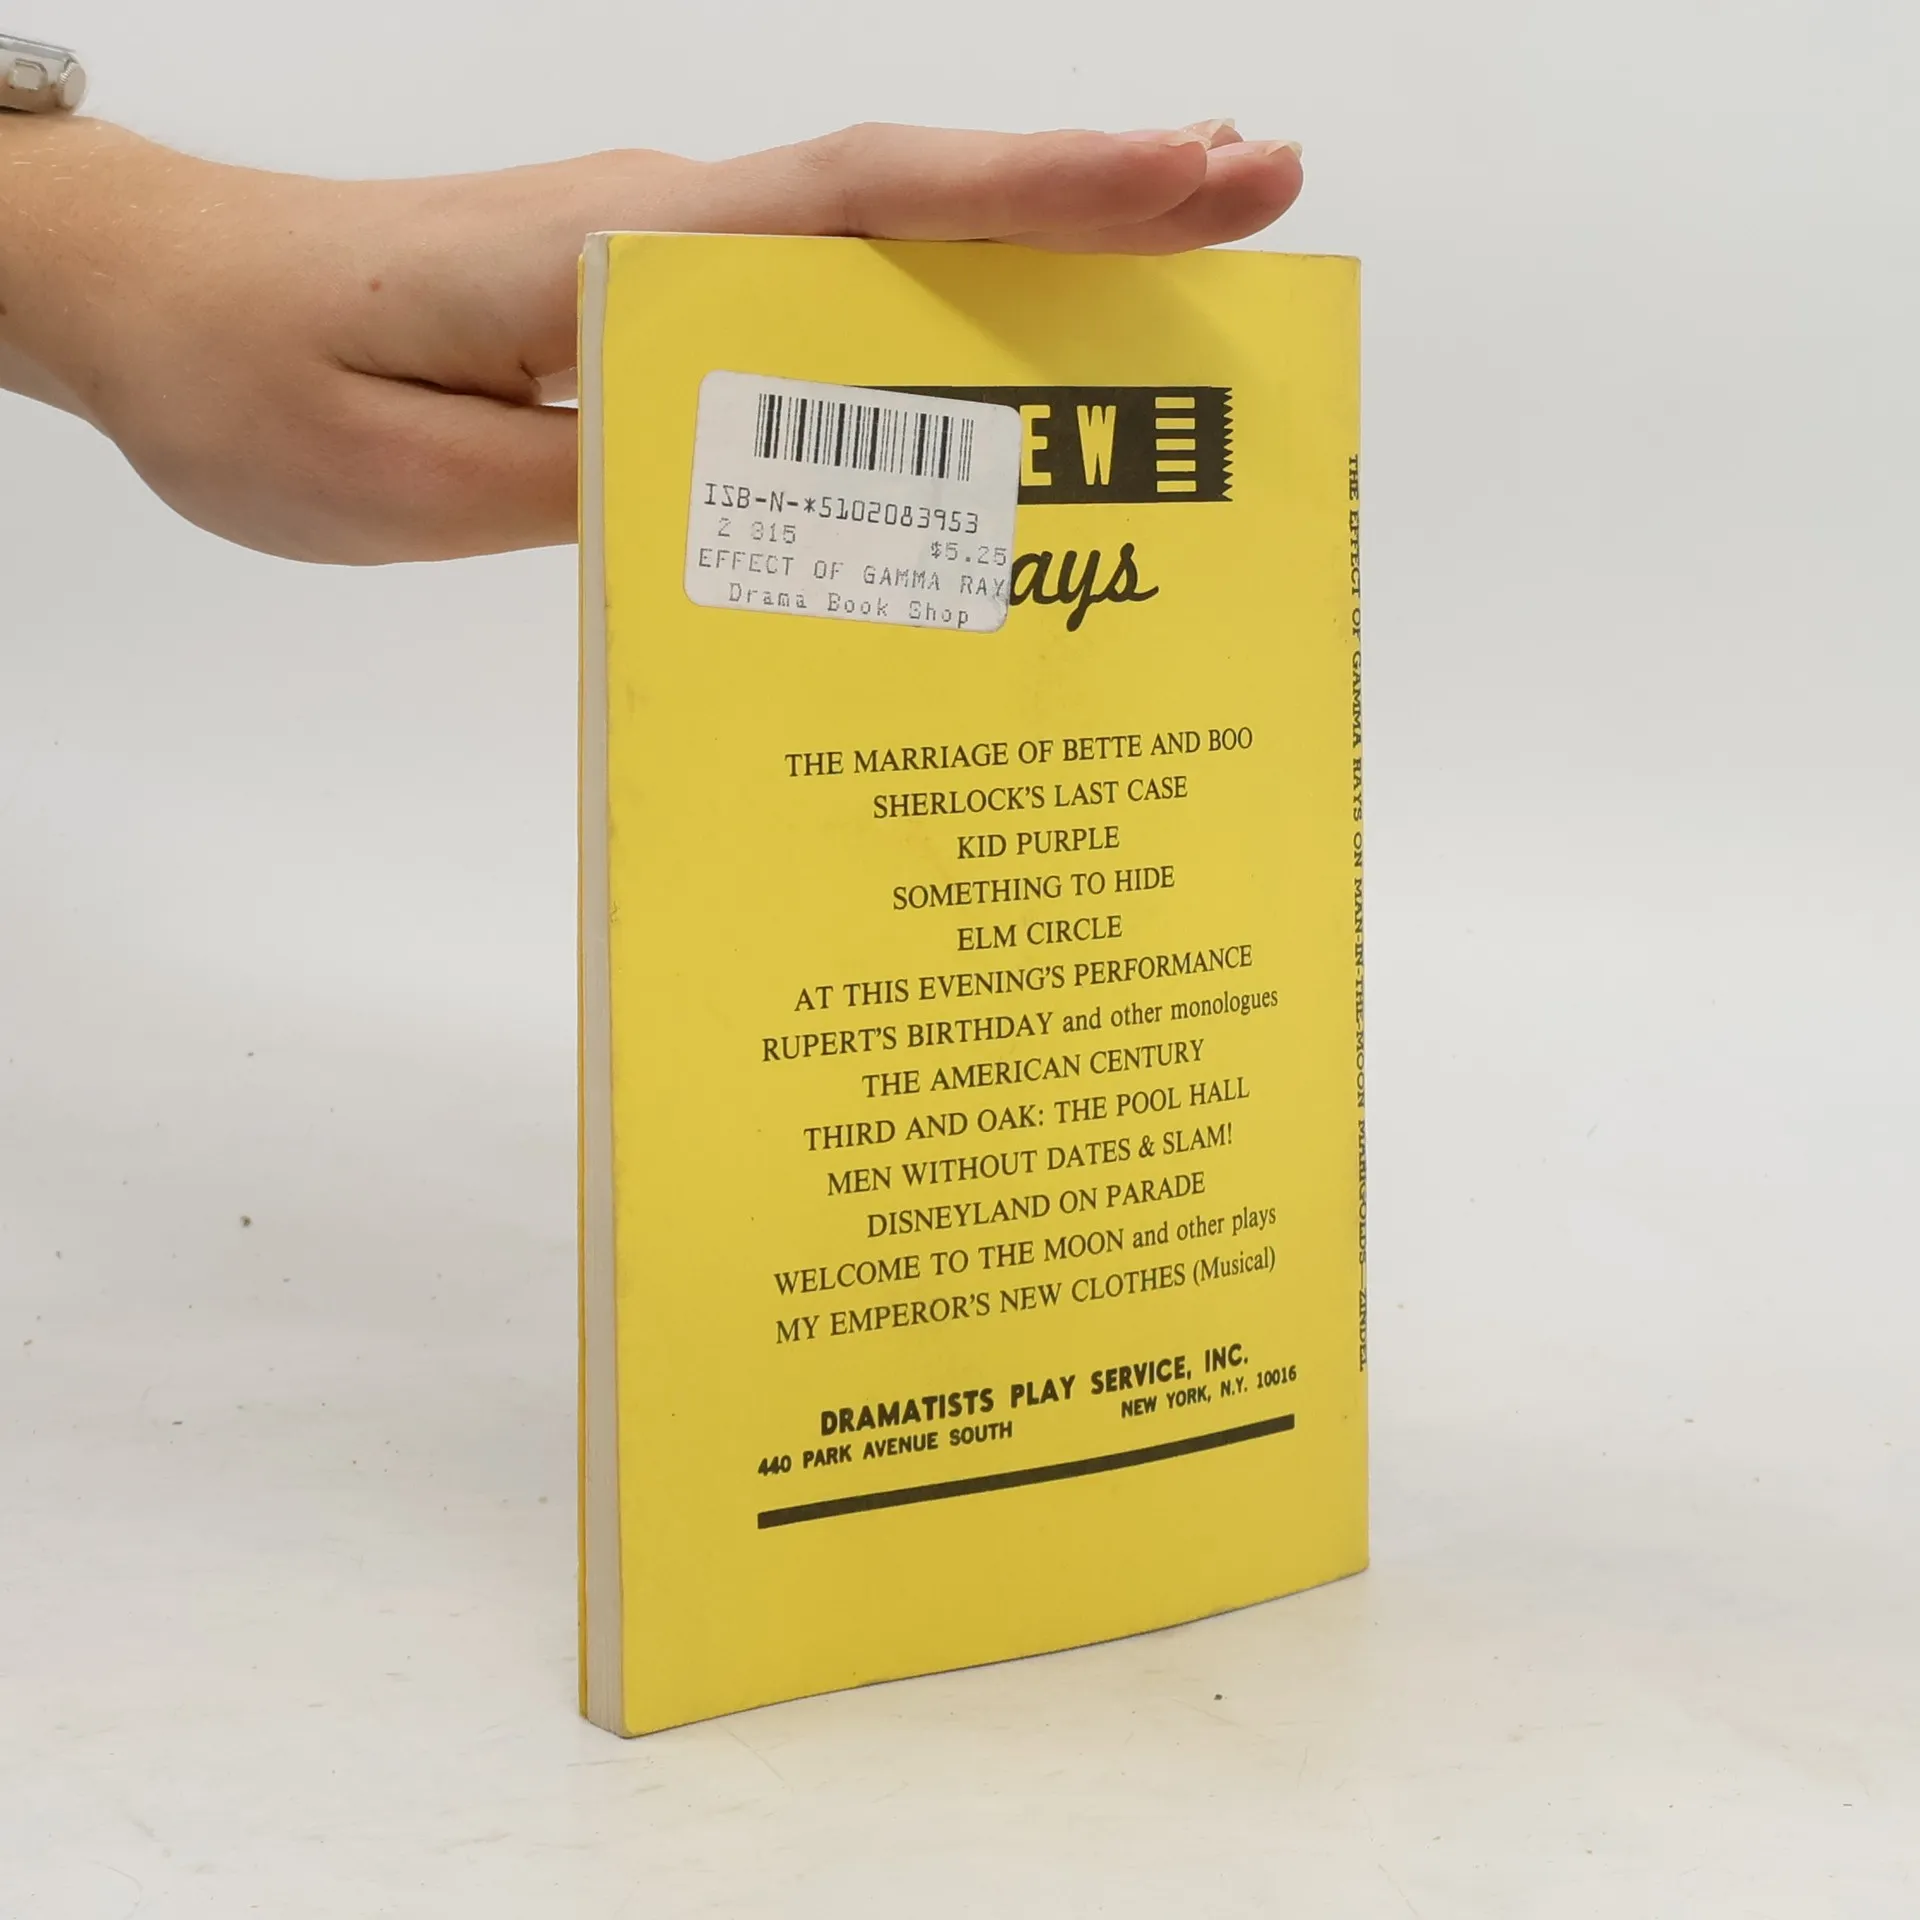 EW
ays
ISB-N-*5102083953
2 815
$5.25
EFFECT OF GAMMA RAY
Drama Book Shop
THE MARRIAGE OF BETTE AND BOO
SHERLOCK'S LAST CASE
KID PURPLE
SOMETHING TO HIDE
ELM CIRCLE
AT THIS EVENING'S PERFORMANCE
RUPERT'S BIRTHDAY and other monologues
THE AMERICAN CENTURY
THIRD AND OAK: THE POOL HALL
MEN WITHOUT DATES & SLAM!
DISNEYLAND ON PARADE
WELCOME TO THE MOON and other plays
MY EMPEROR'S NEW CLOTHES (Musical)
DRAMATISTS PLAY SERVICE, INC.
440 PARK AVENUE SOUTH NEW YORK, N.Y. 10016
THE EFFECT OF GAMMA RAYS ON MAN-IN-THE-MOON MARIGOLDS—ZINDEL